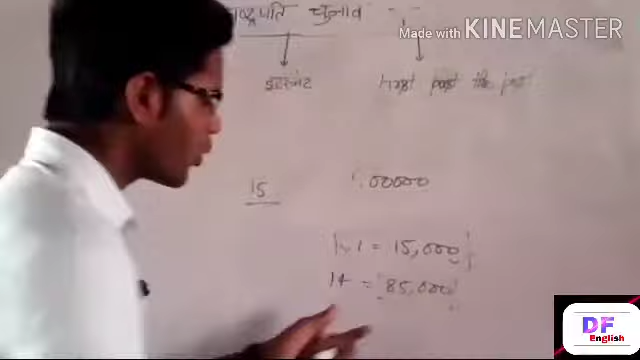 राष्ट्रपति चुनाव - -
Made with KINEMASTER
First past the post
15
1.00000
1 = 15,000
14 = 85,000
DF
English